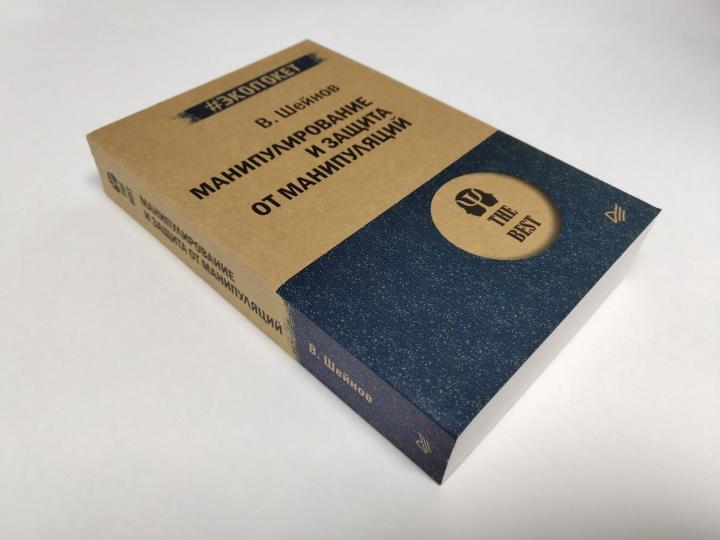 #ЭКОПОКЕТ
В. Шейнов
МАНИПУЛИРОВАНИЕ
И ЗАЩИТА
ОТ МАНИПУЛЯЦИЙ
THE
BEST
МАНИПУЛИРОВАНИЕ
И ЗАЩИТА ОТ МАНИПУЛЯЦИЙ
В. Шейнов